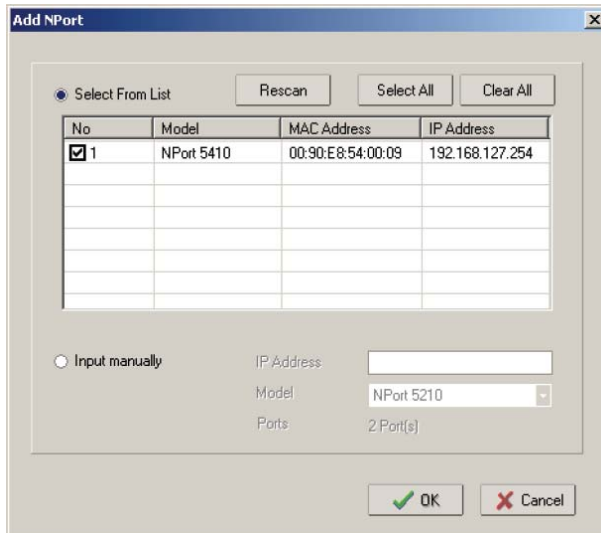 Add NPort
Select From List Rescan Select All Clear All
No Model MAC Address IP Address
1 NPort 5410 00:90:E8:54:00:09 192.168.127.254
Input manually IP Address
Model NPort 5210
Ports 2 Port(s)
OK Cancel